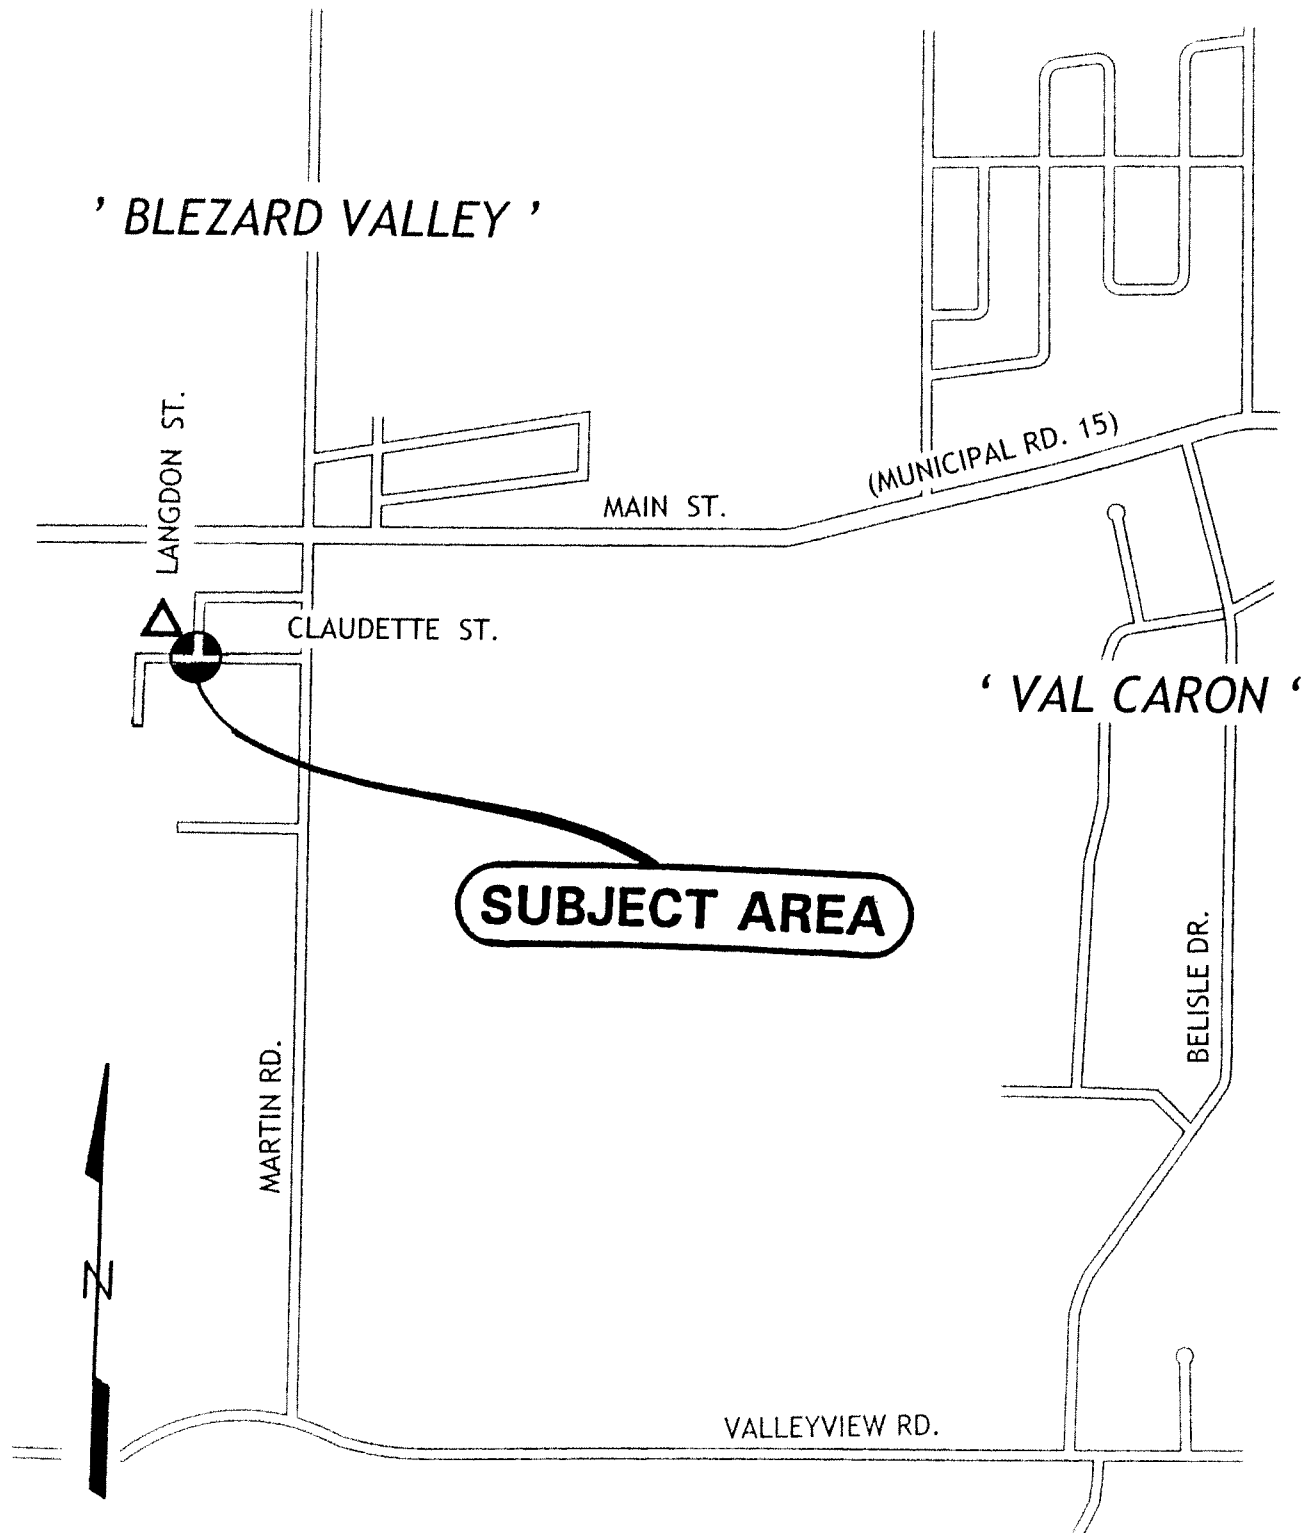 ' BLEZARD VALLEY '
LANGDON ST.
(MUNICIPAL RD. 15)
MAIN ST.
CLAUDETTE ST.
' VAL CARON '
SUBJECT AREA
BELISLE DR.
MARTIN RD.
N
VALLEYVIEW RD.